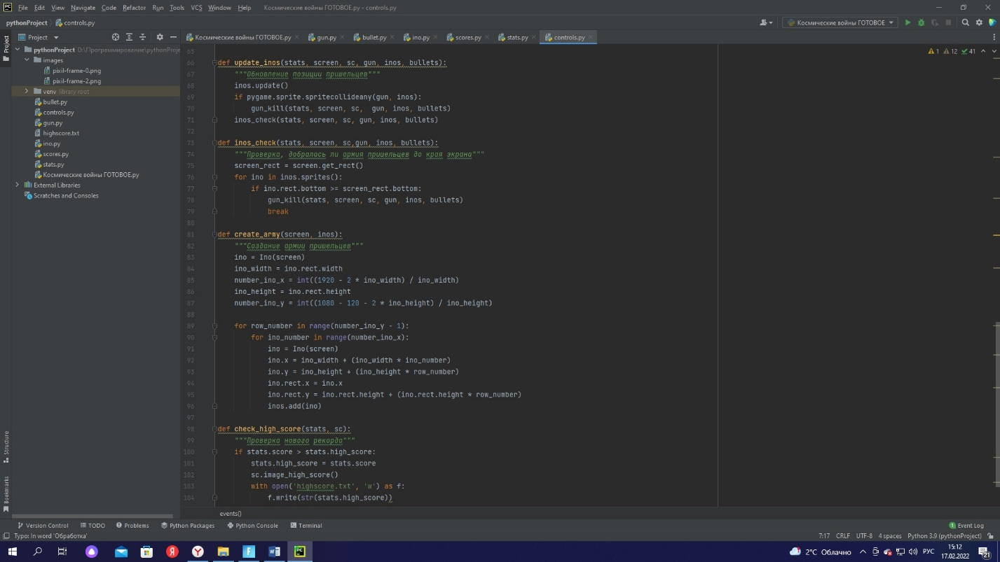 File Edit View Navigate Code Refactor Run Tools VCS Window Help Космические войны ГОТОВОЕ.py - controls.py
pythonProject controls.py
Космические войны ГОТОВОЕ
Project
Космические войны ГОТОВОЕ.py gun.py bullet.py ino.py scores.py stats.py controls.py
Project
pythonProject D:\Программирование\pythonProje
images
pixil-frame-0.png
pixil-frame-2.png
venv library root
bullet.py
controls.py
gun.py
highscore.txt
ino.py
scores.py
stats.py
Космические войны ГОТОВОЕ.py
External Libraries
Scratches and Consoles
Structure
Bookmarks
1 12 41
65
66 def update_inos(stats, screen, sc, gun, inos, bullets):
67 """Обновление позиции пришельцев"""
68 inos.update()
69 if pygame.sprite.spritecollideany(gun, inos):
70 gun_kill(stats, screen, sc, gun, inos, bullets)
71 inos_check(stats, screen, sc, gun, inos, bullets)
72
73 def inos_check(stats, screen, sc,gun, inos, bullets):
74 """Проверка, добралась ли армия пришельцев до края экрана"""
75 screen_rect = screen.get_rect()
76 for ino in inos.sprites():
77 if ino.rect.bottom >= screen_rect.bottom:
78 gun_kill(stats, screen, sc, gun, inos, bullets)
79 break
80
81 def create_army(screen, inos):
82 """Создание армии пришельцев"""
83 ino = Ino(screen)
84 ino_width = ino.rect.width
85 number_ino_x = int((1920 - 2 * ino_width) / ino_width)
86 ino_height = ino.rect.height
87 number_ino_y = int((1080 - 120 - 2 * ino_height) / ino_height)
88
89 for row_number in range(number_ino_y - 1):
90 for ino_number in range(number_ino_x):
91 ino = Ino(screen)
92 ino.x = ino_width + (ino_width * ino_number)
93 ino.y = ino_height + (ino_height * row_number)
94 ino.rect.x = ino.x
95 ino.rect.y = ino.rect.height + (ino.rect.height * row_number)
96 inos.add(ino)
97
98 def check_high_score(stats, sc):
99 """Проверка нового рекорда"""
100 if stats.score > stats.high_score:
101 stats.high_score = stats.score
102 sc.image_high_score()
103 with open('highscore.txt', 'w') as f:
104 f.write(str(stats.high_score))
events()
Version Control TODO Problems Python Packages Python Console Terminal 1 Event Log
Typo: In word 'Обработка' 7:17 CRLF UTF-8 4 spaces Python 3.9 (pythonProject)
2°C Облачно РУС 15:12
17.02.2022 21